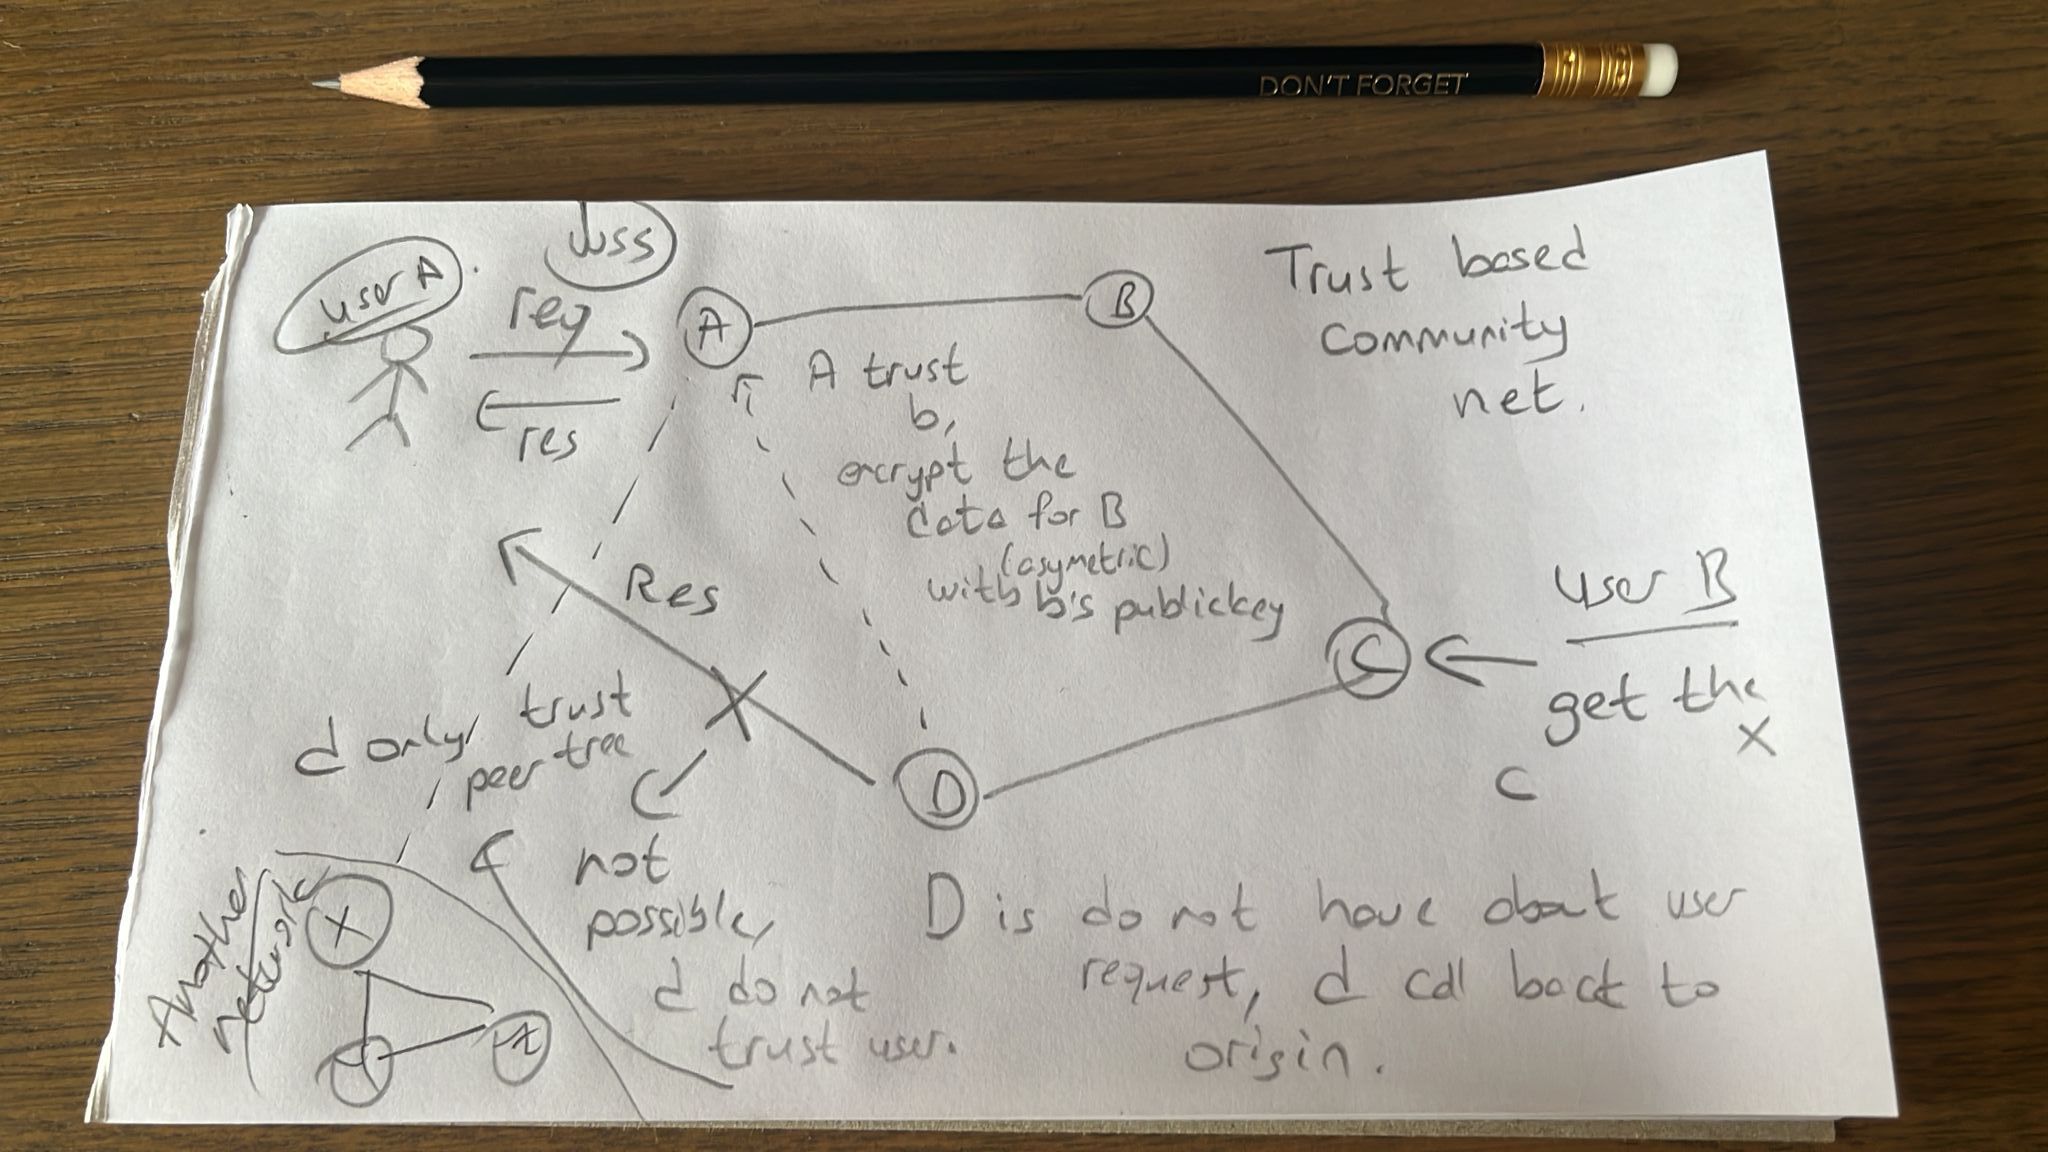 DON'T FORGET
user A.
wss
req
res
A
B
Trust based
community
net.
A trust
b,
encrypt the
data for B
(asymetric)
with b's publickey
Res
user B
get the
x
C
C
D
d only trust
peer tree
not
possible,
d do not
trust user.
D is do not have about user
request, d call back to
origin.
Another
network
X